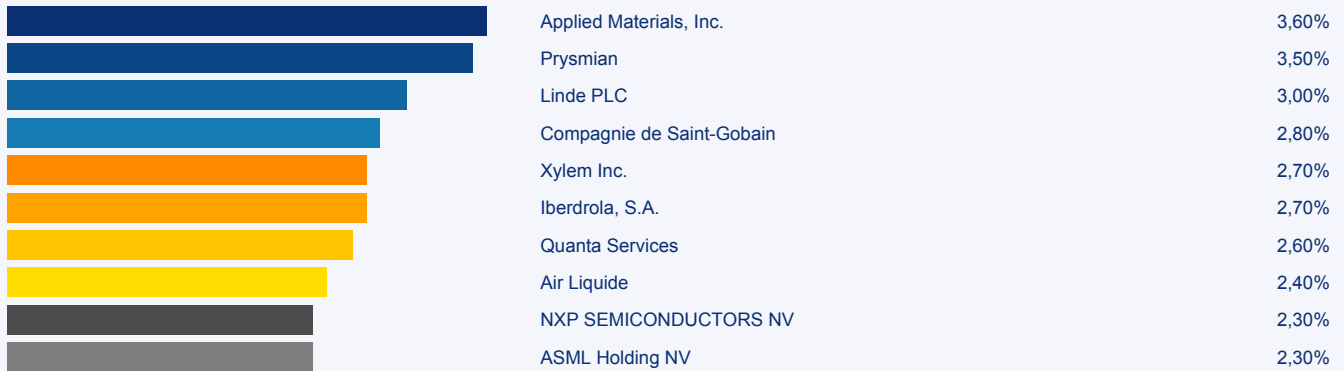 Applied Materials, Inc. 3,60%
Prysmian 3,50%
Linde PLC 3,00%
Compagnie de Saint-Gobain 2,80%
Xylem Inc. 2,70%
Iberdrola, S.A. 2,70%
Quanta Services 2,60%
Air Liquide 2,40%
NXP SEMICONDUCTORS NV 2,30%
ASML Holding NV 2,30%